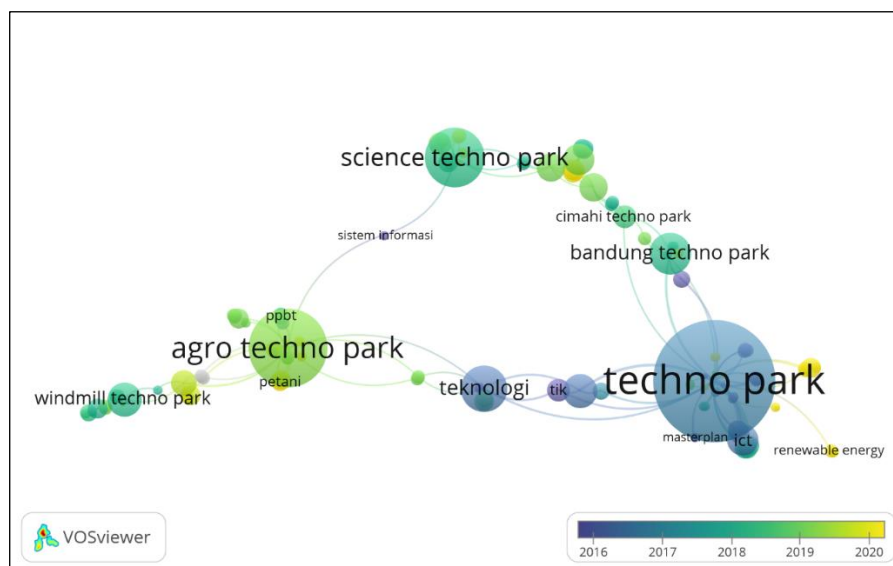 science techno park
cimahi techno park
sistem informasi
bandung techno park
ppbt
agro techno park
petani
teknologi
tik
techno park
windmill techno park
masterplan
ict
renewable energy
VOSviewer
2016
2017
2018
2019
2020